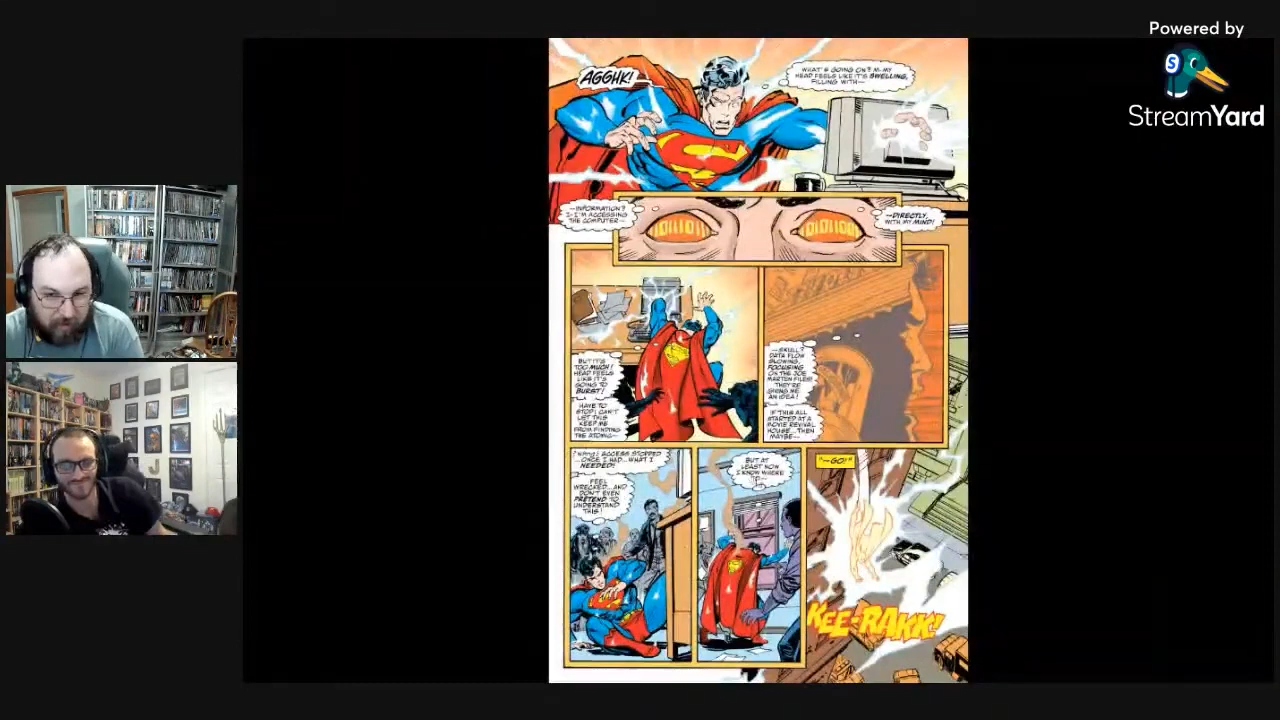 Powered by
StreamYard
AGGHK!
WHAT'S GOING ON? M-MY
HEAD FEELS LIKE IT'S SWELLING,
FILLING WITH--
--INFORMATION?
I-I'M ACCESSING
THE COMPUTER--
--DIRECTLY,
WITH MY MIND!
BUT IT'S
TOO MUCH!
HEAD FEELS
LIKE IT'S
GOING TO
BURST!
HAVE TO
STOP! CAN'T
LET THIS
KEEP ME
FROM FINDING
THE ATOMIC--
--SKULL?
DATA FLOW
SLOWING,
FOCUSING
ON THE JOE
MARTIN FILES!
THEY'RE
GIVING ME
AN IDEA!
IF THIS ALL
STARTED AT A
MOVIE REVIVAL
HOUSE...THEN
MAYBE--
ACCESS STOPPED
...ONCE I HAD...WHAT I
NEEDED!
FEEL
WRECKED...AND
DON'T EVEN
PRETEND TO
UNDERSTAND
THIS!
BUT AT
LEAST NOW
I KNOW WHERE
TO--
"--GO!"
KEE-RAKK!